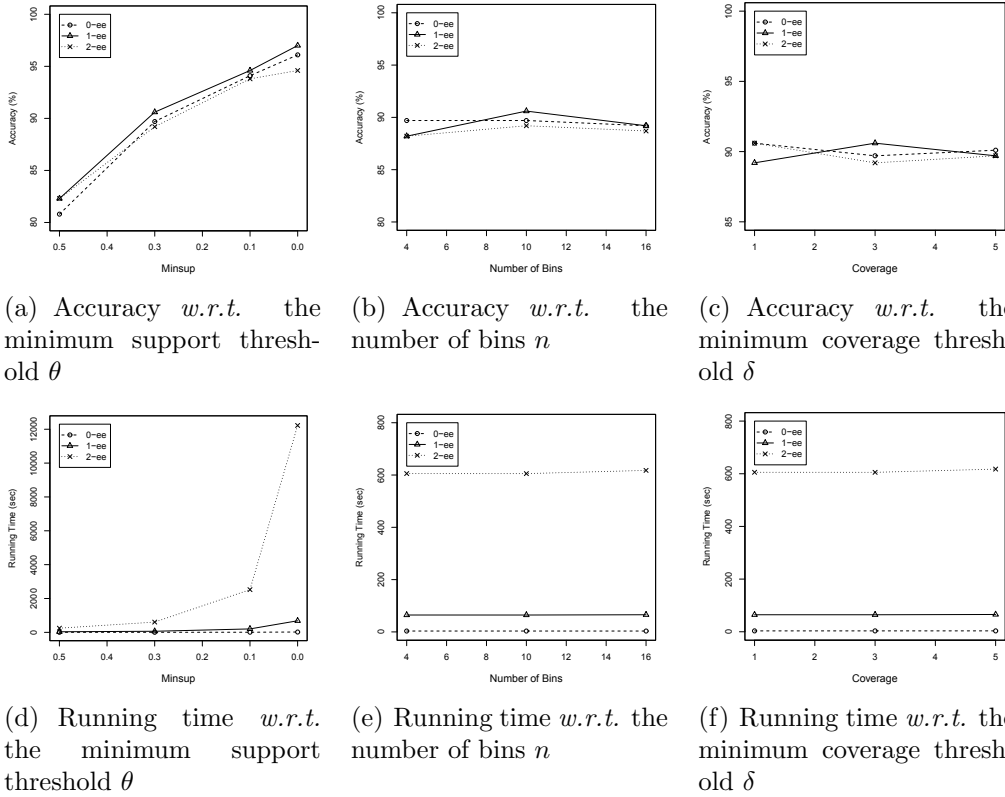 0−ee
1−ee
2−ee
80 85 90 95 100
Accuracy (%)
0.5 0.4 0.3 0.2 0.1 0.0
Minsup
(a) Accuracy w.r.t. the
minimum support thresh-
old θ
0−ee
1−ee
2−ee
80 85 90 95 100
Accuracy (%)
4 6 8 10 12 14 16
Number of Bins
(b) Accuracy w.r.t. the
number of bins n
0−ee
1−ee
2−ee
85 90 95 100
Accuracy (%)
1 2 3 4 5
Coverage
(c) Accuracy w.r.t. the
minimum coverage thresh
old δ
0−ee
1−ee
2−ee
0 2000 4000 6000 8000 10000 12000
Running Time (sec)
0.5 0.4 0.3 0.2 0.1 0.0
Minsup
(d) Running time w.r.t.
the minimum support
threshold θ
0−ee
1−ee
2−ee
0 200 400 600 800
Running Time (sec)
4 6 8 10 12 14 16
Number of Bins
(e) Running time w.r.t. the
number of bins n
0−ee
1−ee
2−ee
0 200 400 600 800
Running Time (sec)
1 2 3 4 5
Coverage
(f) Running time w.r.t. the
minimum coverage thresh
old δ